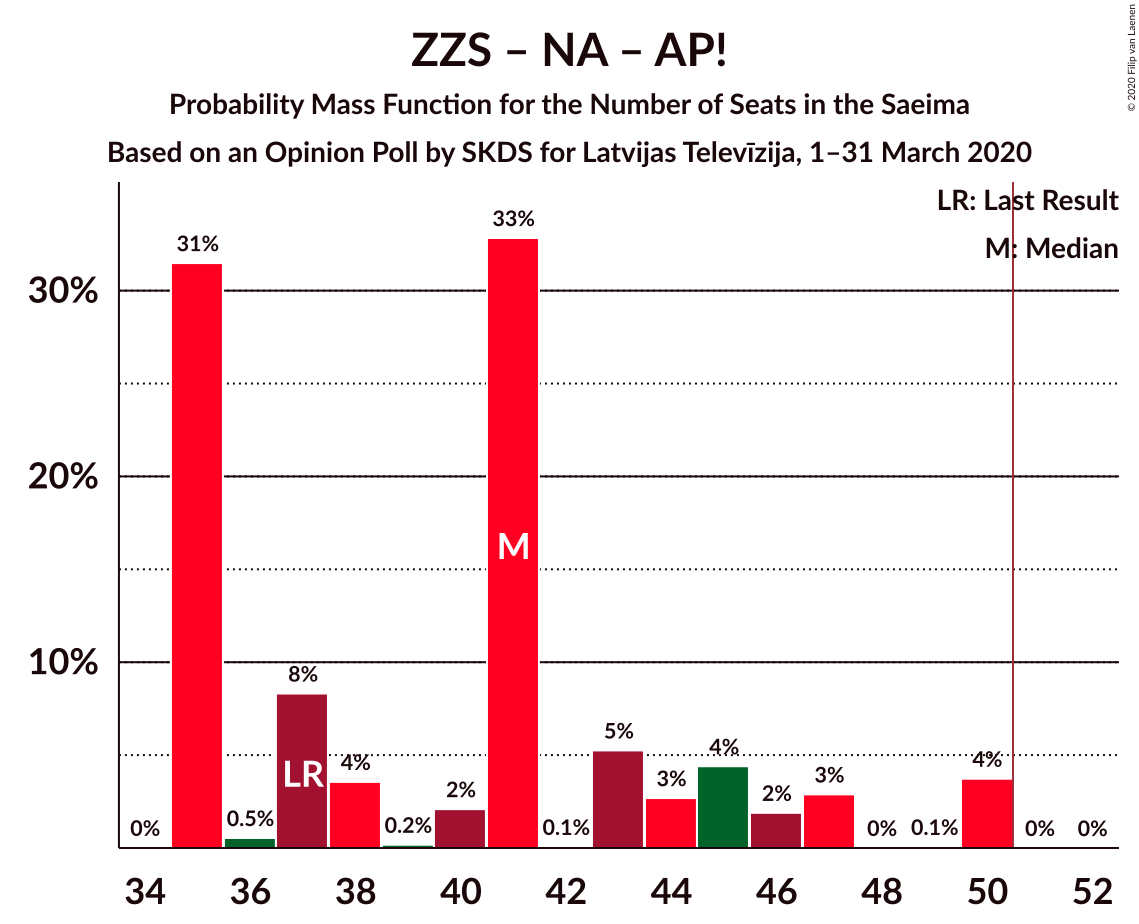 ZZS – NA – AP!
Probability Mass Function for the Number of Seats in the Saeima
Based on an Opinion Poll by SKDS for Latvijas Televīzija, 1–31 March 2020
© 2020 Filip van Laenen
LR: Last Result
M: Median
30%
20%
10%
0%
31%
0.5%
8%
4%
0.2%
2%
33%
0.1%
5%
3%
4%
2%
3%
0%
0.1%
4%
0%
0%
LR
M
34 36 38 40 42 44 46 48 50 52